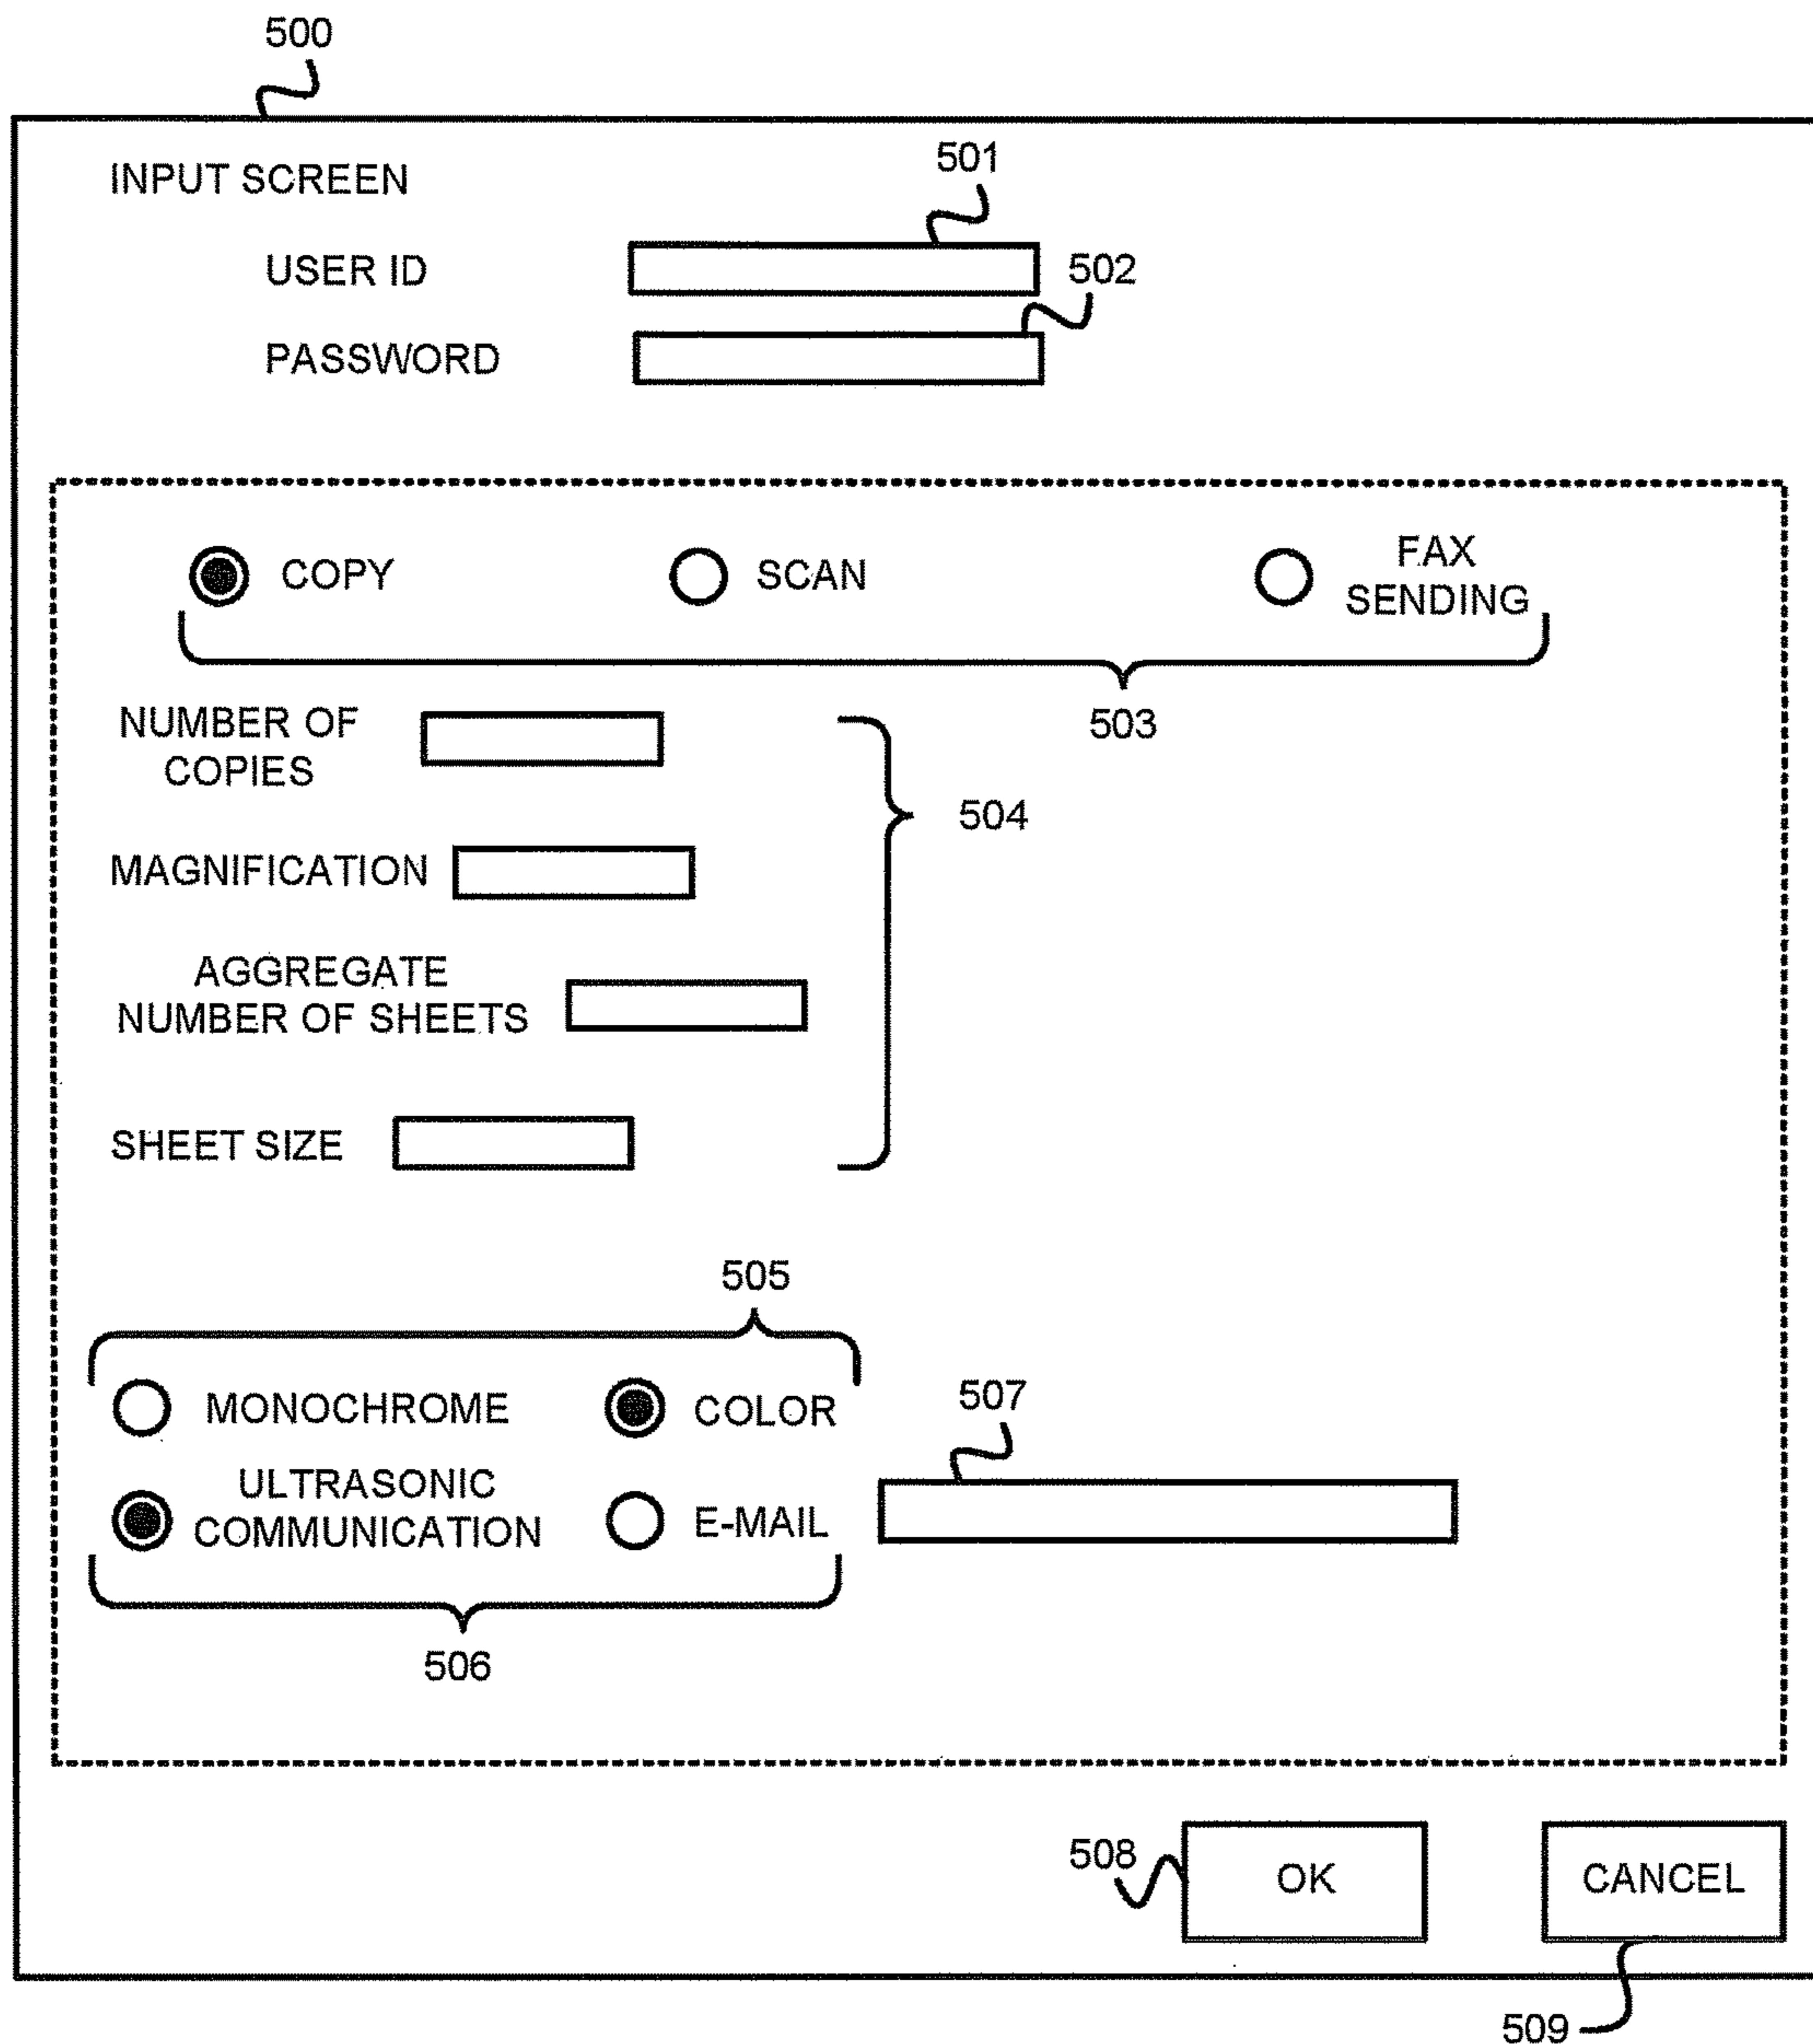 500
INPUT SCREEN
501
USER ID
502
PASSWORD
COPY
SCAN
FAX
SENDING
503
NUMBER OF
COPIES
504
MAGNIFICATION
AGGREGATE
NUMBER OF SHEETS
SHEET SIZE
505
MONOCHROME
COLOR
507
ULTRASONIC
COMMUNICATION
E-MAIL
506
508
OK
CANCEL
509